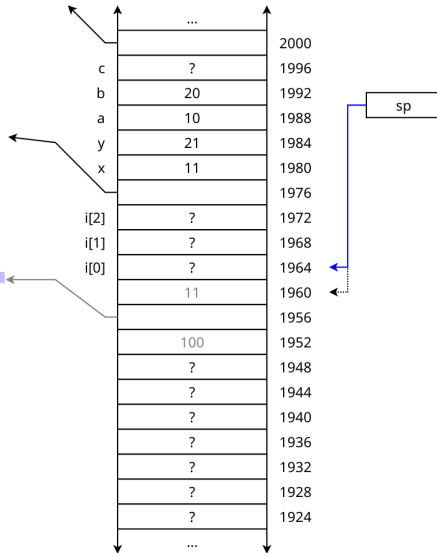 ...
2000
c ? 1996
b 20 1992
a 10 1988
sp
y 21 1984
x 11 1980
1976
i[2] ? 1972
i[1] ? 1968
i[0] ? 1964
11 1960
1956
100 1952
? 1948
? 1944
? 1940
? 1936
? 1932
? 1928
? 1924
...